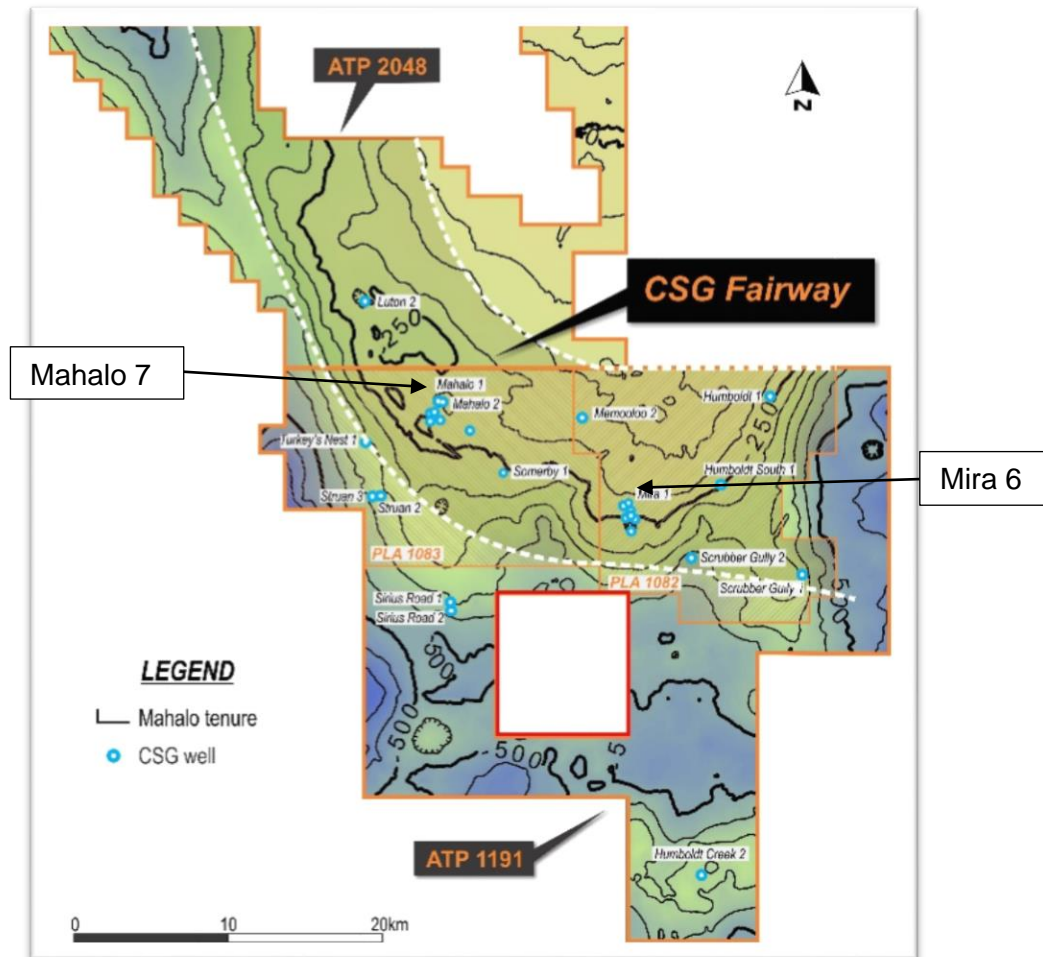 ATP 2048
N
CSG Fairway
Luton 2
-250
Mahalo 7
Mahalo 1
Mahalo 2
Memooloo 2
Humboldt 1
-250
Turkey's Nest 1
Somerby 1
Humboldt South 1
Mira 6
Struan 3
Struan 2
Mira 1
PLA 1083
Scrubber Gully 2
PLA 1082
Scrubber Gully 1
Sirius Road 1
Sirius Road 2
LEGEND
Mahalo tenure
CSG well
-500
-500
-500
ATP 1191
Humboldt Creek 2
0 10 20km